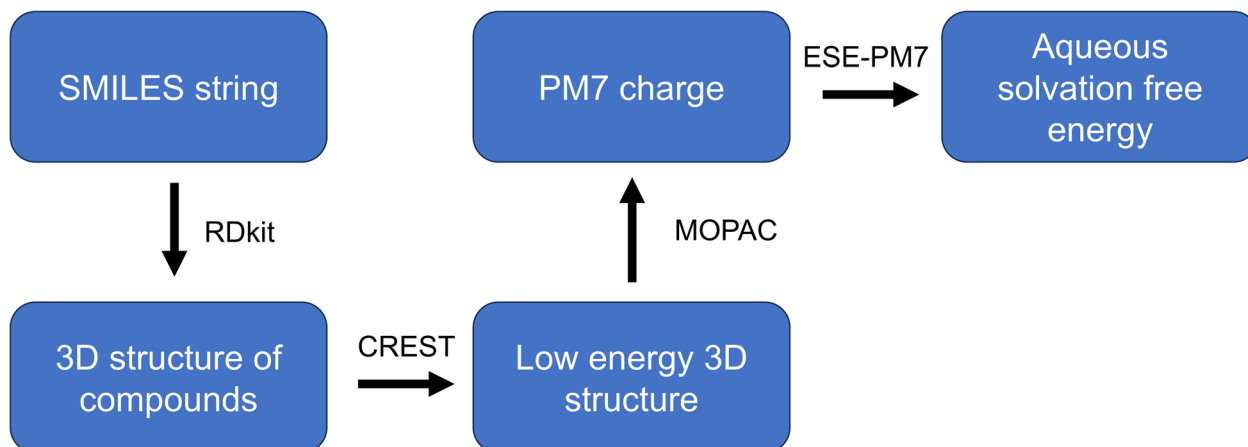 SMILES string
RDkit
3D structure of
compounds
CREST
Low energy 3D
structure
MOPAC
PM7 charge
ESE-PM7
Aqueous
solvation free
energy